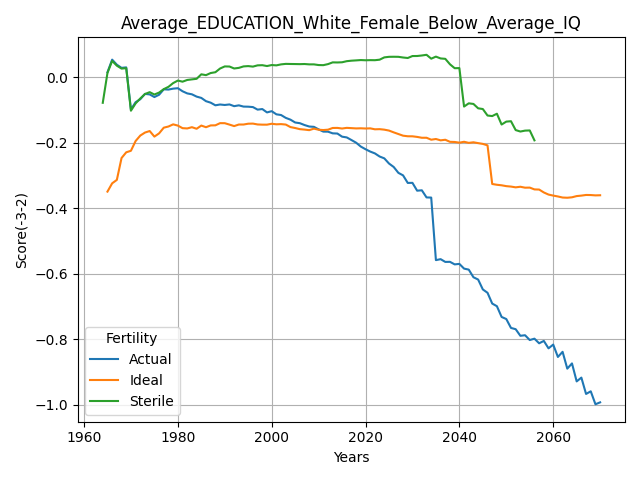 Average_EDUCATION_White_Female_Below_Average_IQ
Score(-3-2)
0.0
−0.2
−0.4
−0.6
−0.8
−1.0
Fertility
Actual
Ideal
Sterile
1960 1980 2000 2020 2040 2060
Years